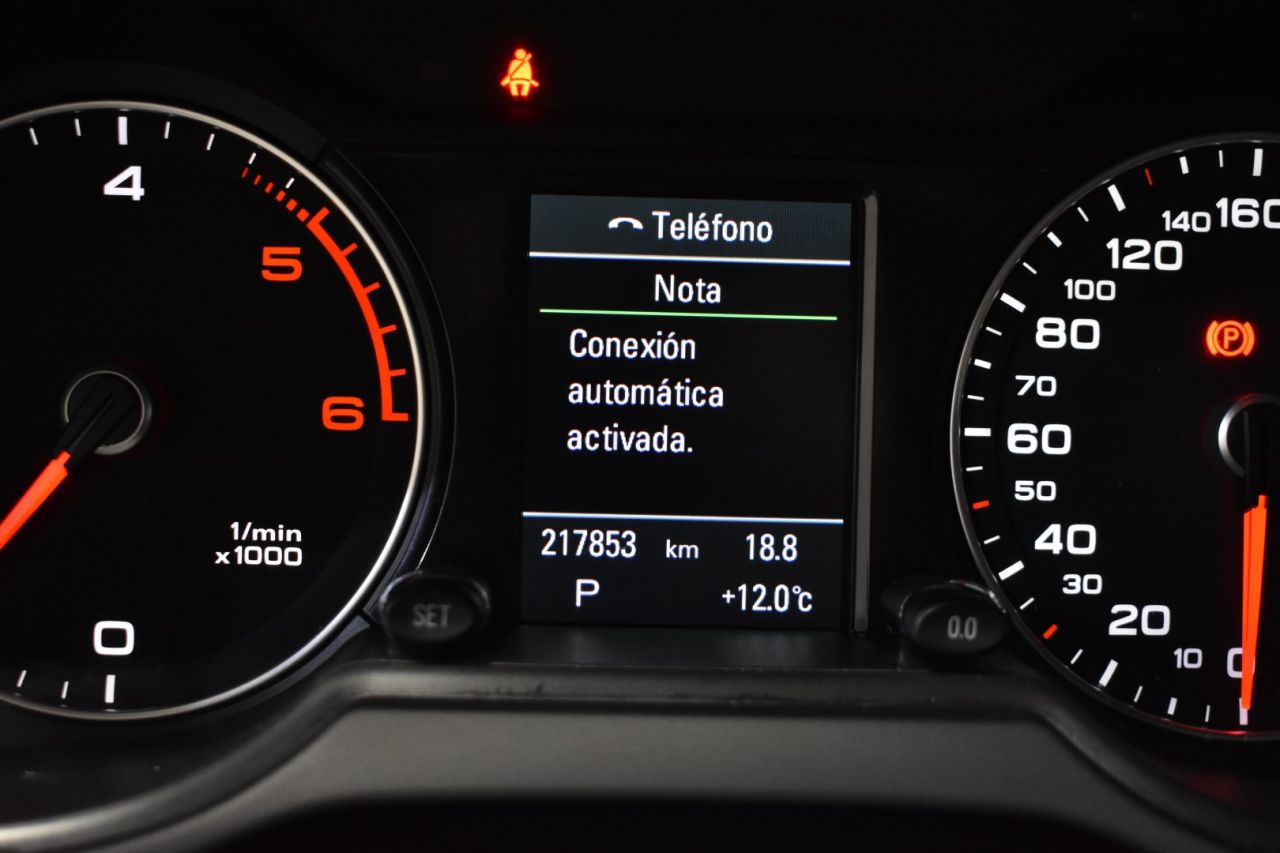 4
5
6
1/min
x1000
0
SET
Teléfono
Nota
Conexión
automática
activada.
217853 km 18.8
P +12.0°c
0.0
P
160
140
120
100
80
70
60
50
40
30
20
10
0